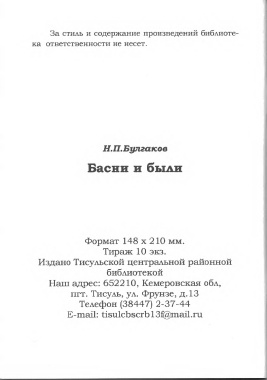 За стиль и содержание произведений библиоте-
ка ответственности не несет.
Н.П.Булгаков
Басни и были
Формат 148 х 210 мм.
Тираж 10 экз.
Издано Тисульской центральной районной
библиотекой
Наш адрес: 652210, Кемеровская обл,
пгт. Тисуль, ул. Фрунзе, д.13
Телефон (38447) 2-37-44
E-mail: tisulcbscrb13f@mail.ru